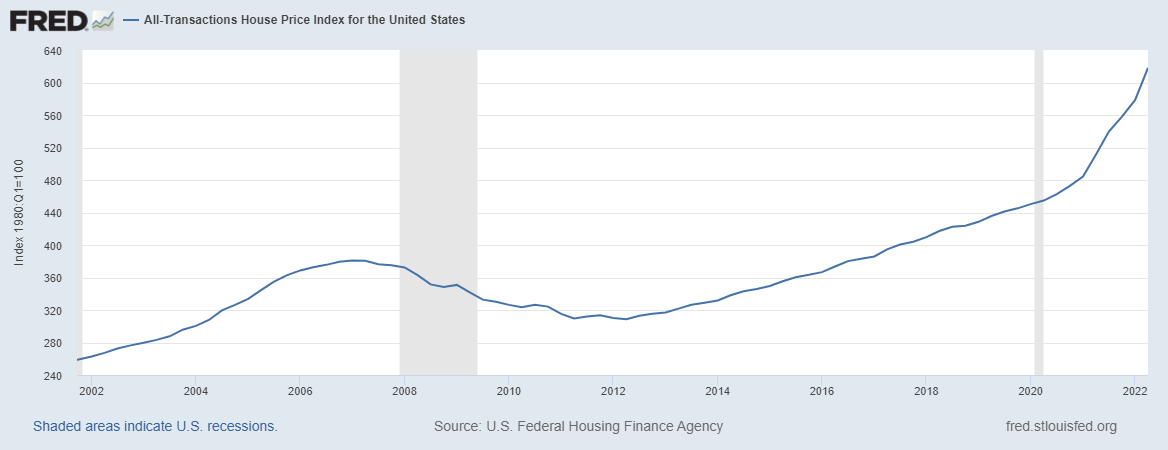 FRED All-Transactions House Price Index for the United States
640
600
560
520
480
440
400
360
320
280
240
Index 1980:Q1=100
2002 2004 2006 2008 2010 2012 2014 2016 2018 2020 2022
Shaded areas indicate U.S. recessions. Source: U.S. Federal Housing Finance Agency fred.stlouisfed.org